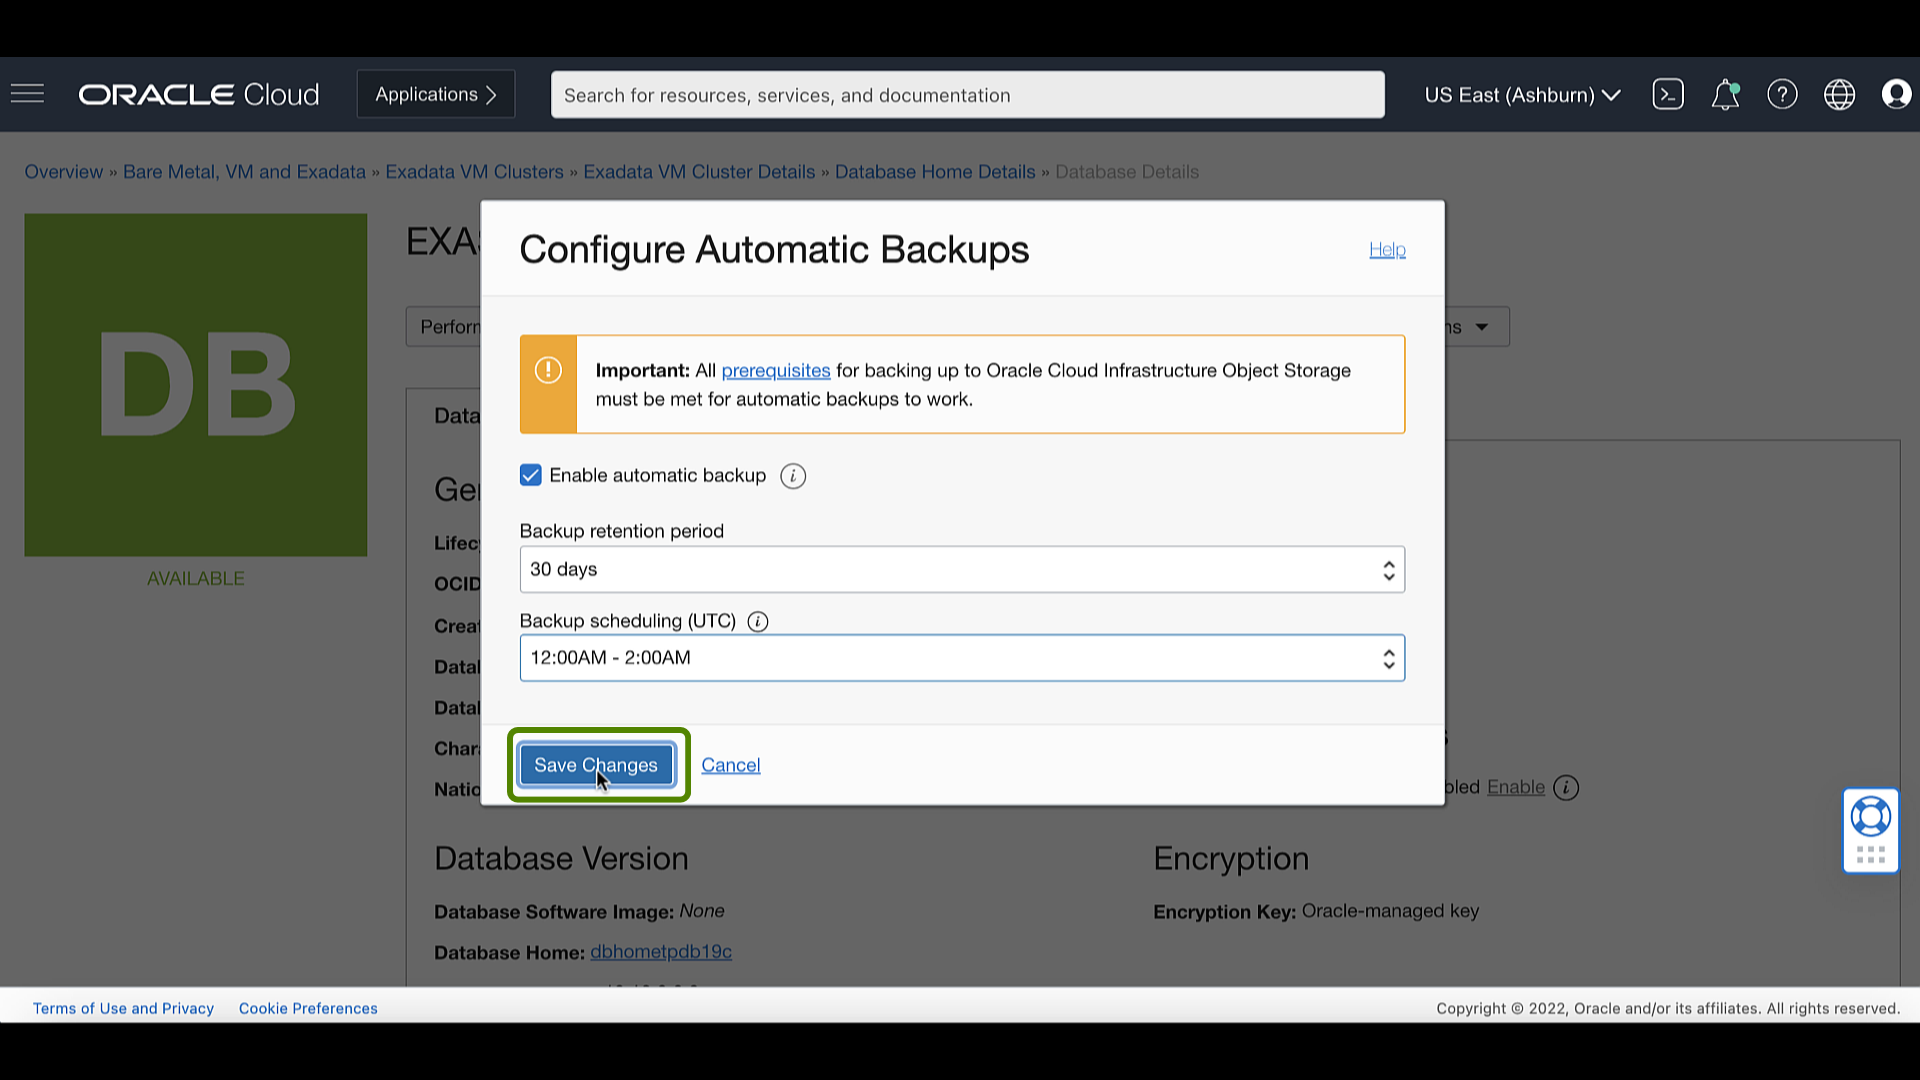 ORACLE Cloud
Applications
Search for resources, services, and documentation
US East (Ashburn)
Overview » Bare Metal, VM and Exadata » Exadata VM Clusters » Exadata VM Cluster Details » Database Home Details » Database Details
DB
AVAILABLE
EXA
Perform
ns
Data
Gen
Lifec
OCID
Creat
Datal
Datal
Char
Natio
Configure Automatic Backups
Help
Important: All prerequisites for backing up to Oracle Cloud Infrastructure Object Storage
must be met for automatic backups to work.
Enable automatic backup
Backup retention period
30 days
Backup scheduling (UTC)
12:00AM - 2:00AM
Save Changes
Cancel
bled Enable
Database Version
Database Software Image: None
Database Home: dbhometpdb19c
Encryption
Encryption Key: Oracle-managed key
Terms of Use and Privacy
Cookie Preferences
Copyright © 2022, Oracle and/or its affiliates. All rights reserved.